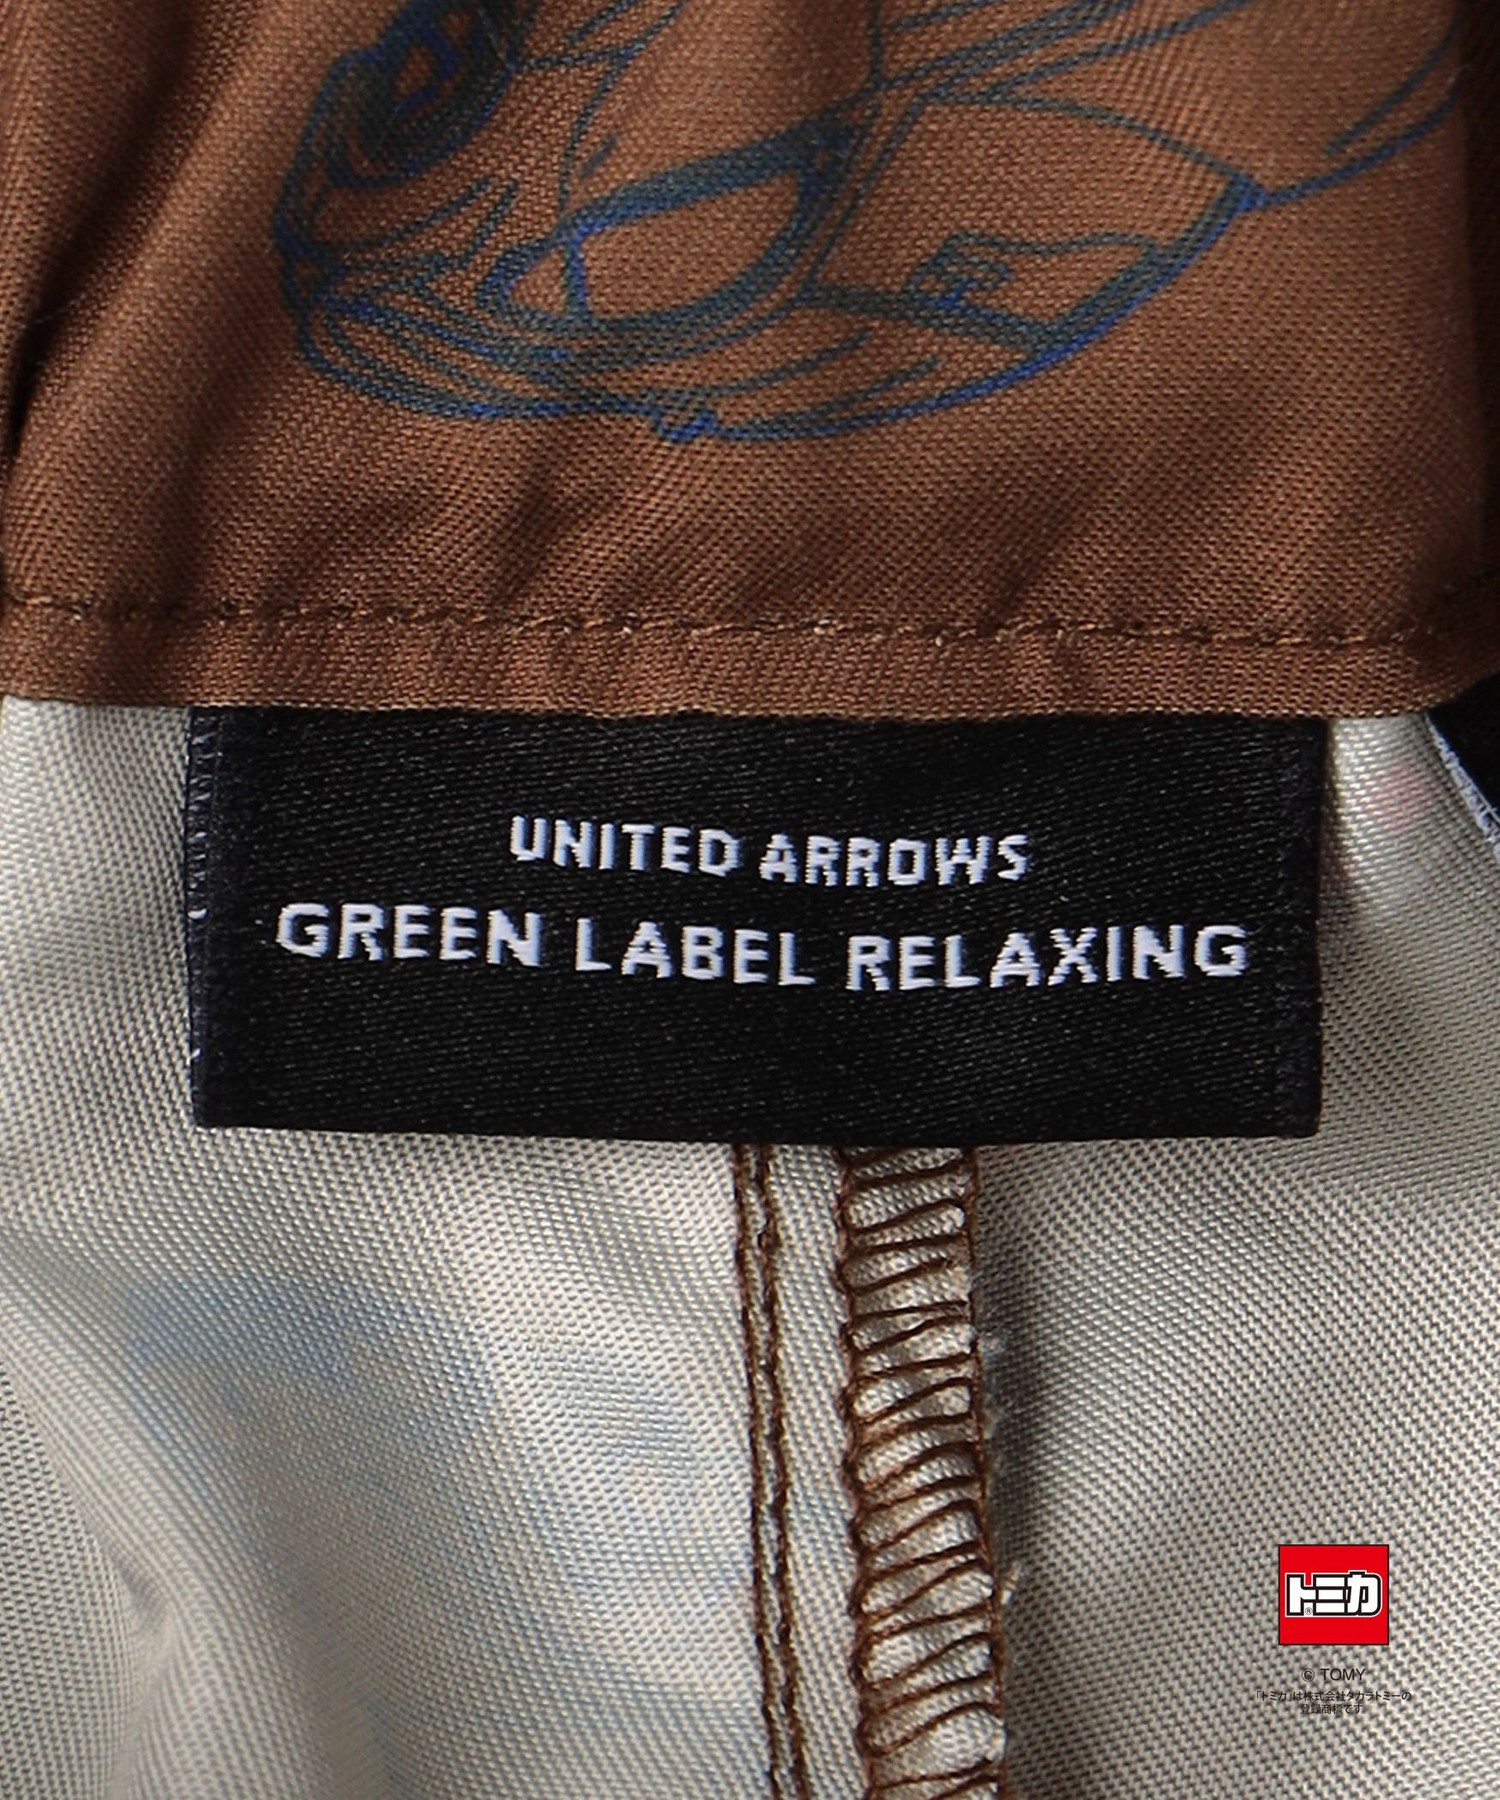 UNITED ARROWS
GREEN LABEL RELAXING
トミカ
®
© TOMY
「トミカ」は株式会社タカラトミーの
登録商標です。